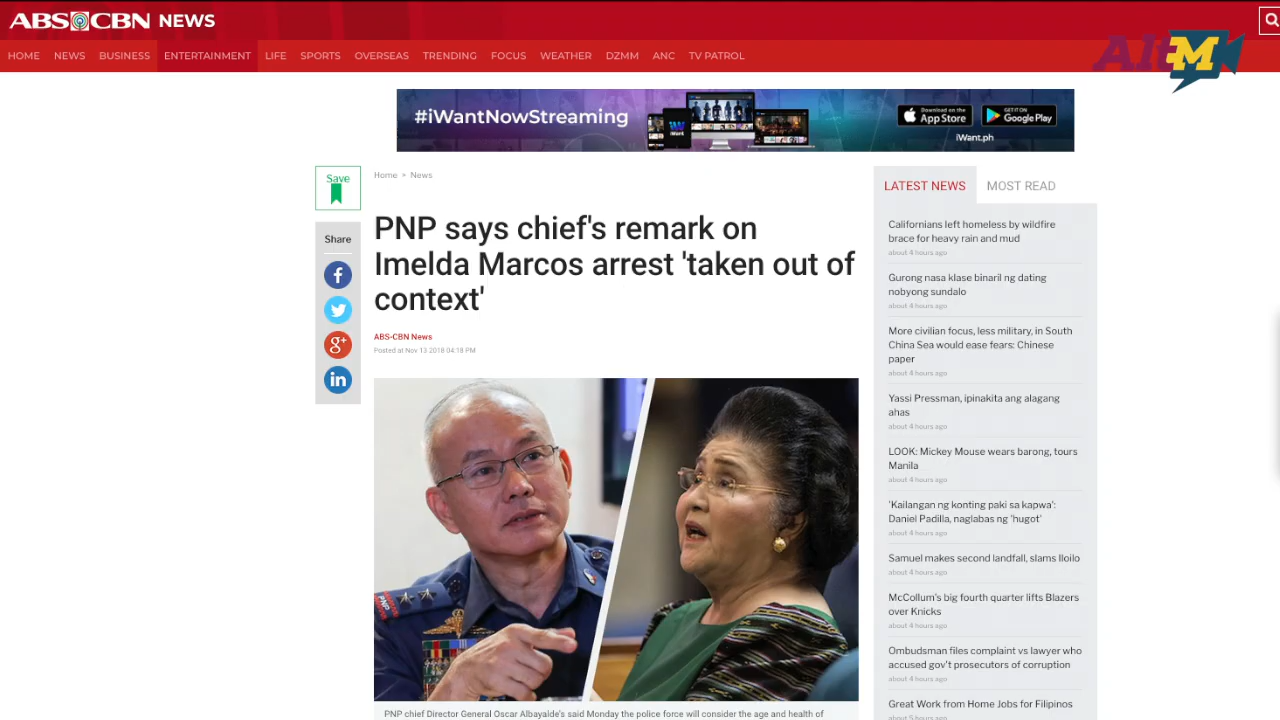 ABS-CBN NEWS
HOME NEWS BUSINESS ENTERTAINMENT LIFE SPORTS OVERSEAS TRENDING FOCUS WEATHER DZMM ANC TV PATROL
AltM
#iWantNowStreaming
iWant
Download on the
App Store
GET IT ON
Google Play
iWant.ph
Save
Share
Home > News
PNP says chief's remark on
Imelda Marcos arrest 'taken out of
context'
ABS-CBN News
Posted at Nov 13 2018 04:18 PM
PNP
PNP chief Director General Oscar Albayalde's said Monday the police force will consider the age and health of
LATEST NEWS MOST READ
Californians left homeless by wildfire
brace for heavy rain and mud
about 4 hours ago
Gurong nasa klase binaril ng dating
nobyong sundalo
about 4 hours ago
More civilian focus, less military, in South
China Sea would ease fears: Chinese
paper
about 4 hours ago
Yassi Pressman, ipinakita ang alagang
ahas
about 4 hours ago
LOOK: Mickey Mouse wears barong, tours
Manila
about 4 hours ago
'Kailangan ng konting paki sa kapwa':
Daniel Padilla, naglabas ng 'hugot'
about 4 hours ago
Samuel makes second landfall, slams Iloilo
about 4 hours ago
McCollum's big fourth quarter lifts Blazers
over Knicks
about 4 hours ago
Ombudsman files complaint vs lawyer who
accused gov't prosecutors of corruption
about 4 hours ago
Great Work from Home Jobs for Filipinos
about 5 hours ago